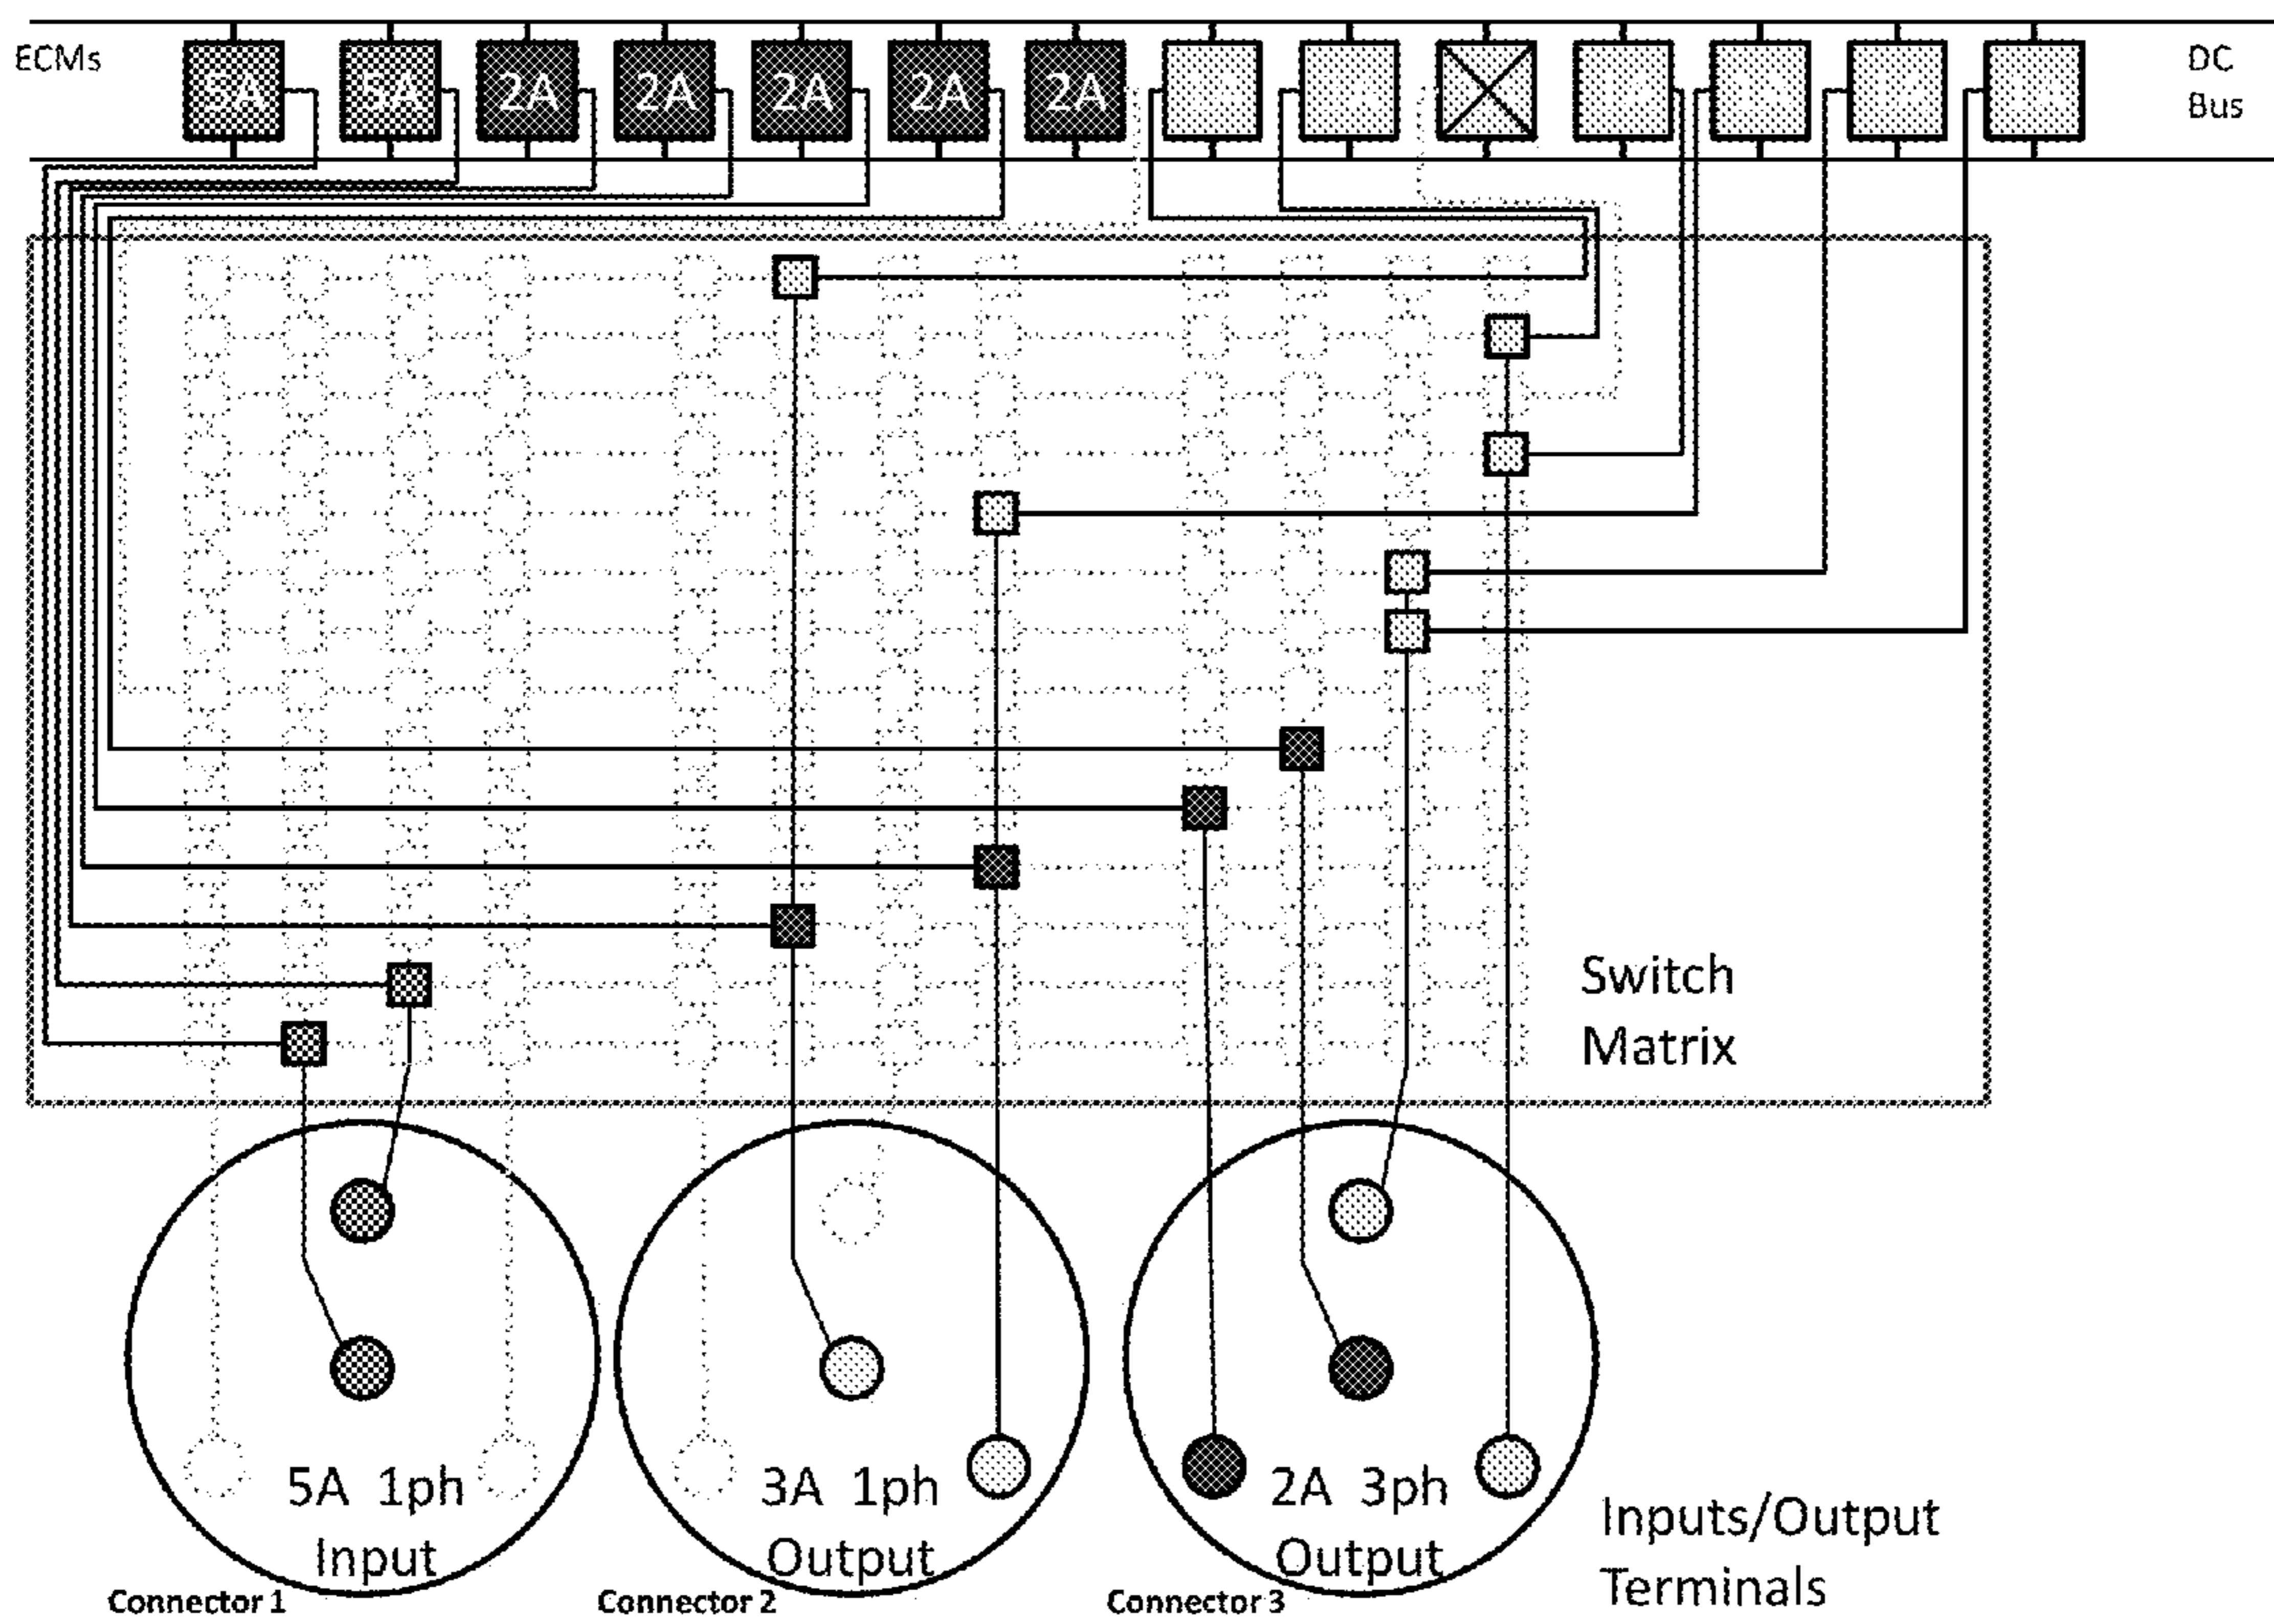 ECMs
5A
5A
2A
2A
2A
2A
2A
DC
Bus
Switch
Matrix
5A 1ph
Input
3A 1ph
Output
2A 3ph
Output
Inputs/Output
Terminals
Connector 1
Connector 2
Connector 3